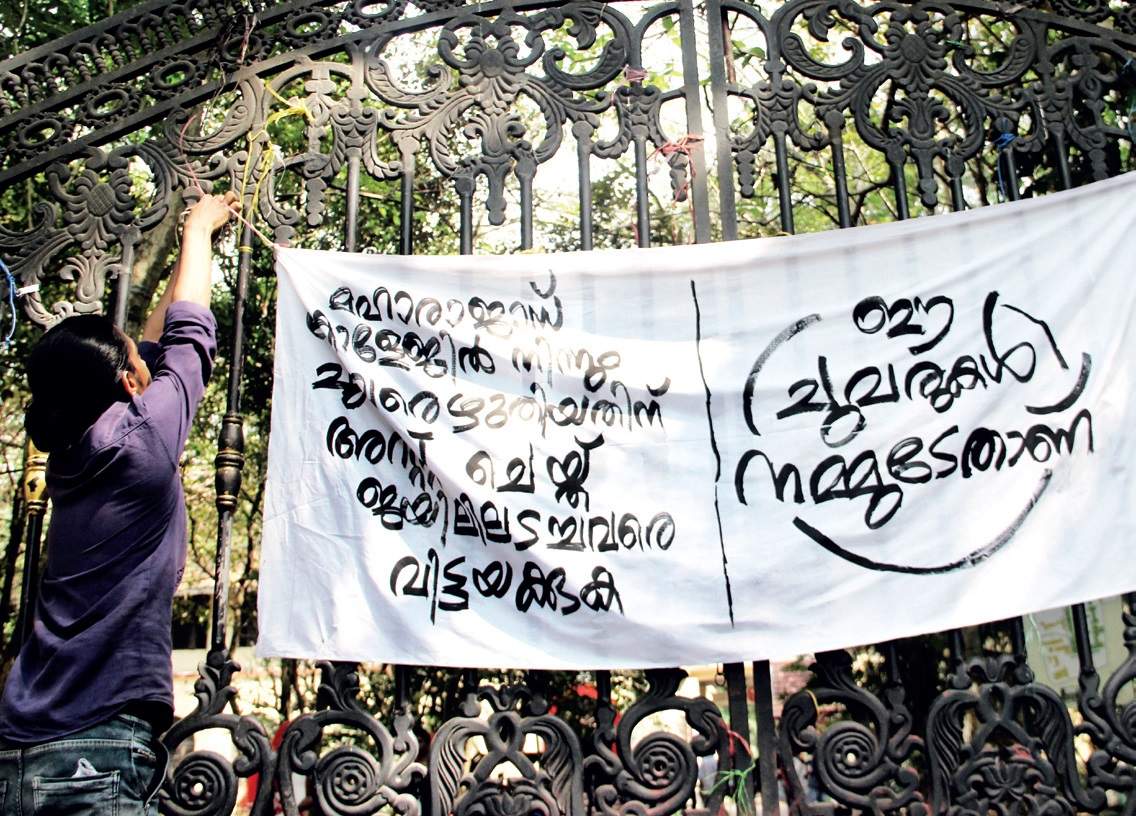 മഹാരാജാസ്
കോളേജിൽ നിന്നും
ചുവരെഴുതിയതിന്
അറസ്റ്റ് ചെയ്ത്
ജയിലിലടച്ചവരെ
വിട്ടയക്കുക
ഈ
ചുവരുകൾ
നമ്മുടേതാണ്